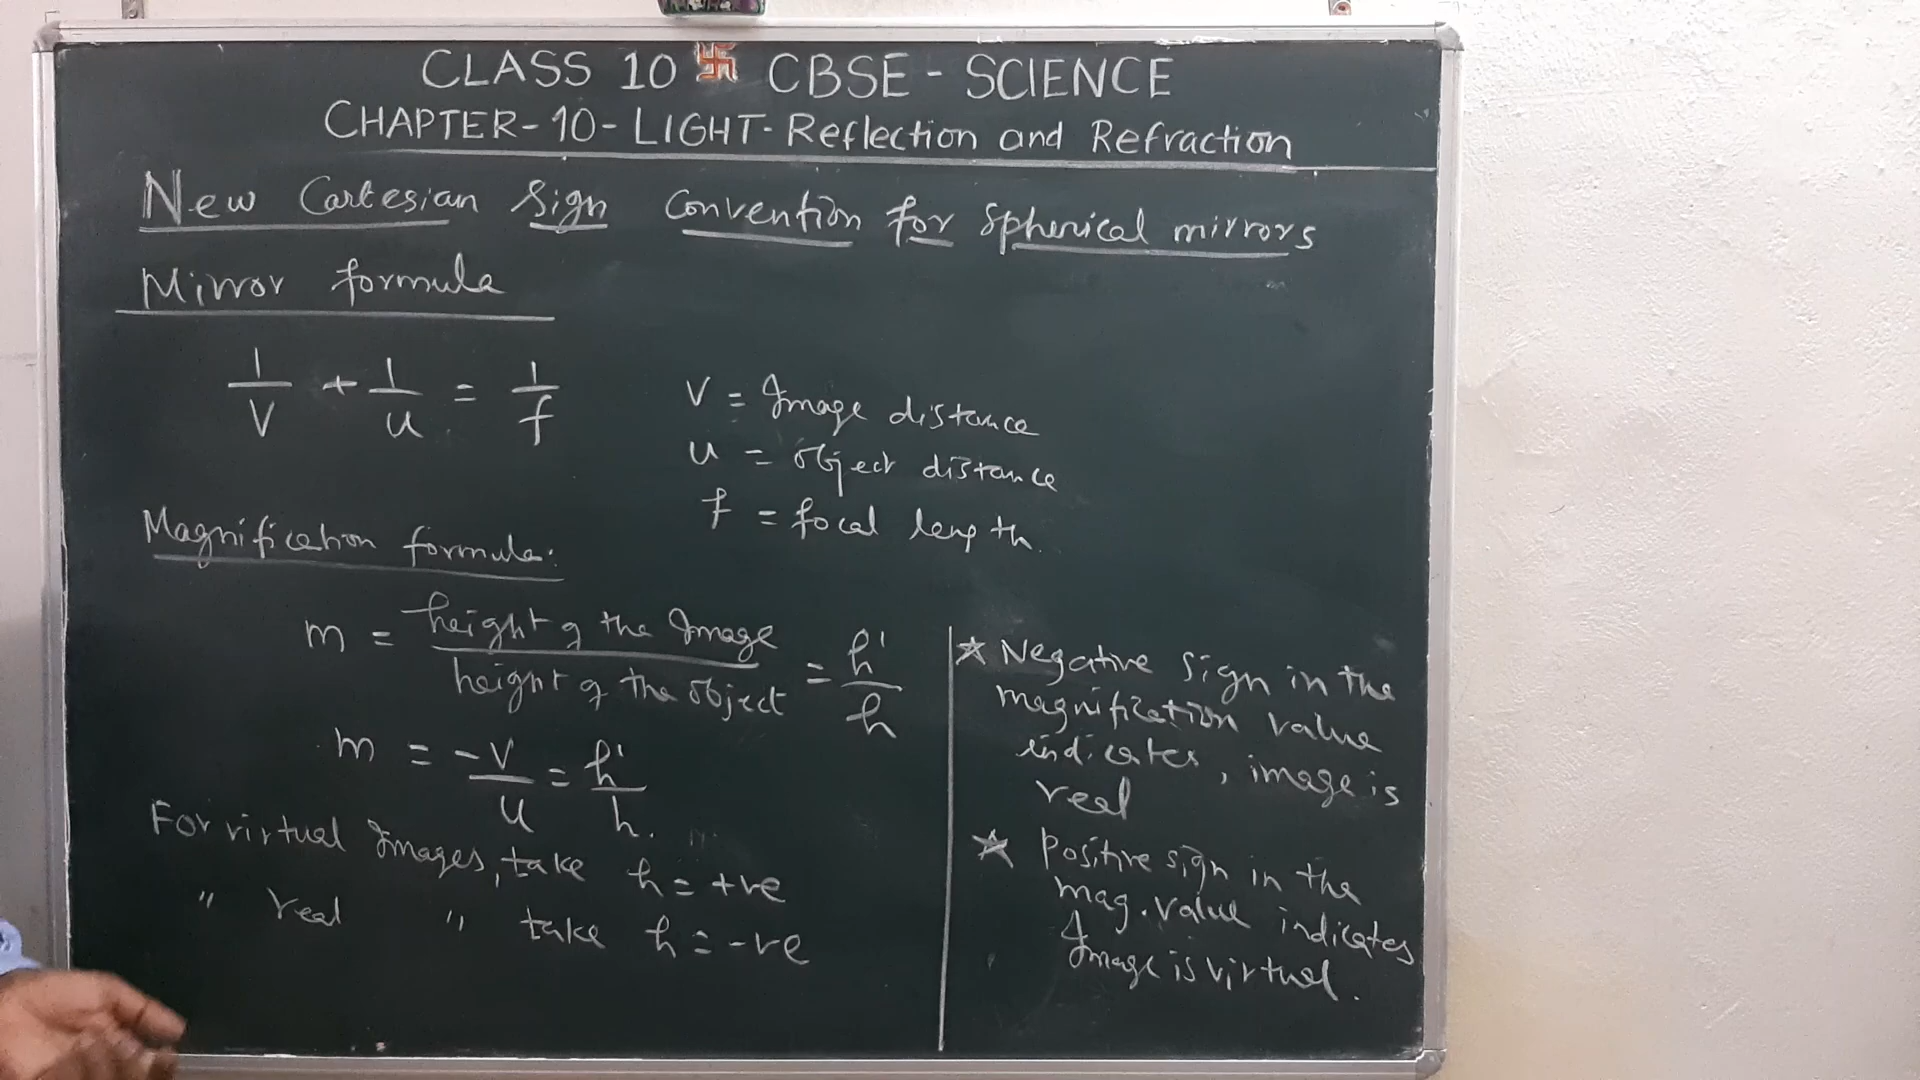 CLASS 10 卐 CBSE - SCIENCE
CHAPTER-10-LIGHT-Reflection and Refraction
New Cartesian Sign Convention for Spherical mirrors
Mirror formula
1/V + 1/u = 1/f
V = Image distance
u = object distance
f = focal length.
Magnification formula:
m = height of the Image / height of the object = h'/h
m = -V/u = h'/h.
For virtual Images, take h = +ve
" real " take h = -ve
* Negative Sign in the
magnification value
indicates, image is
real
* Positive sign in the
mag. value indicates
Image is virtual.